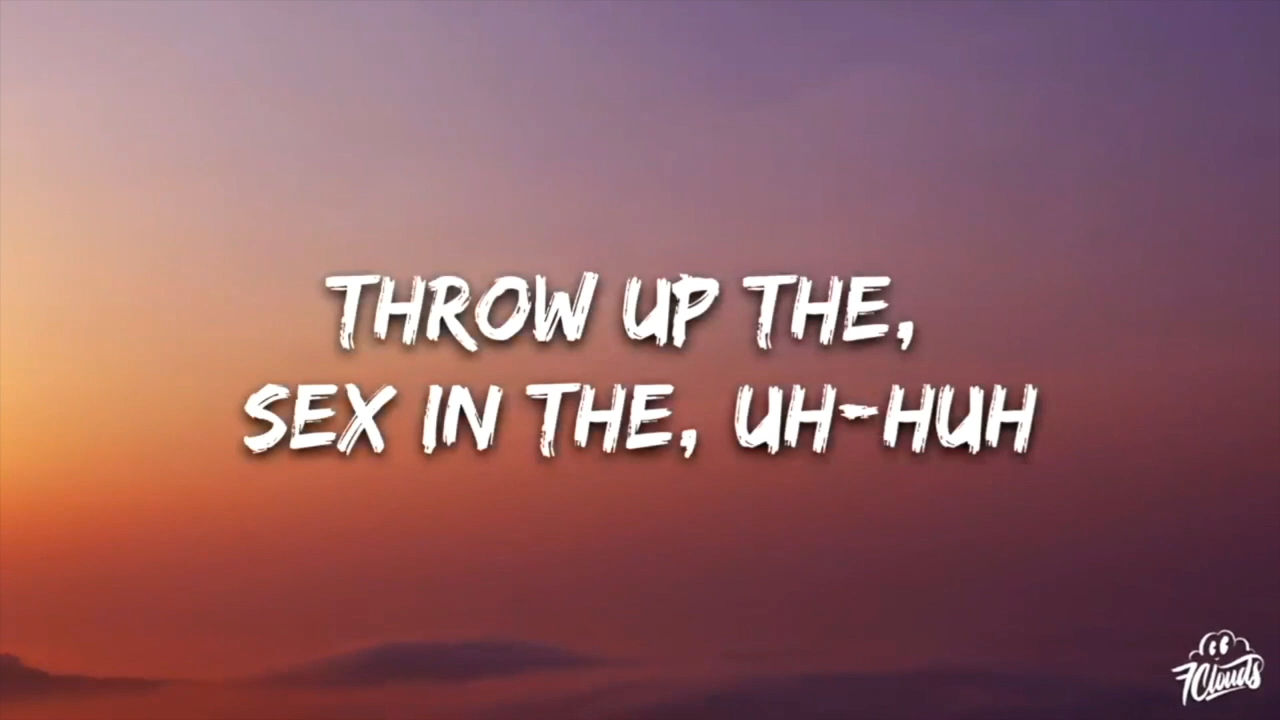 THROW UP THE,
SEX IN THE, UH-HUH
7Clouds